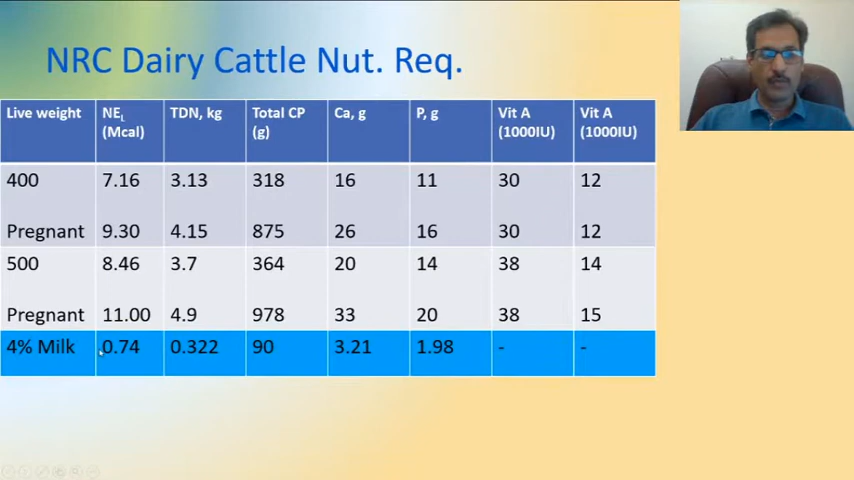 NRC Dairy Cattle Nut. Req.
Live weight NEL (Mcal) TDN, kg Total CP (g) Ca, g P, g Vit A (1000IU) Vit A (1000IU)
400 7.16 3.13 318 16 11 30 12
Pregnant 9.30 4.15 875 26 16 30 12
500 8.46 3.7 364 20 14 38 14
Pregnant 11.00 4.9 978 33 20 38 15
4% Milk 0.74 0.322 90 3.21 1.98 - -